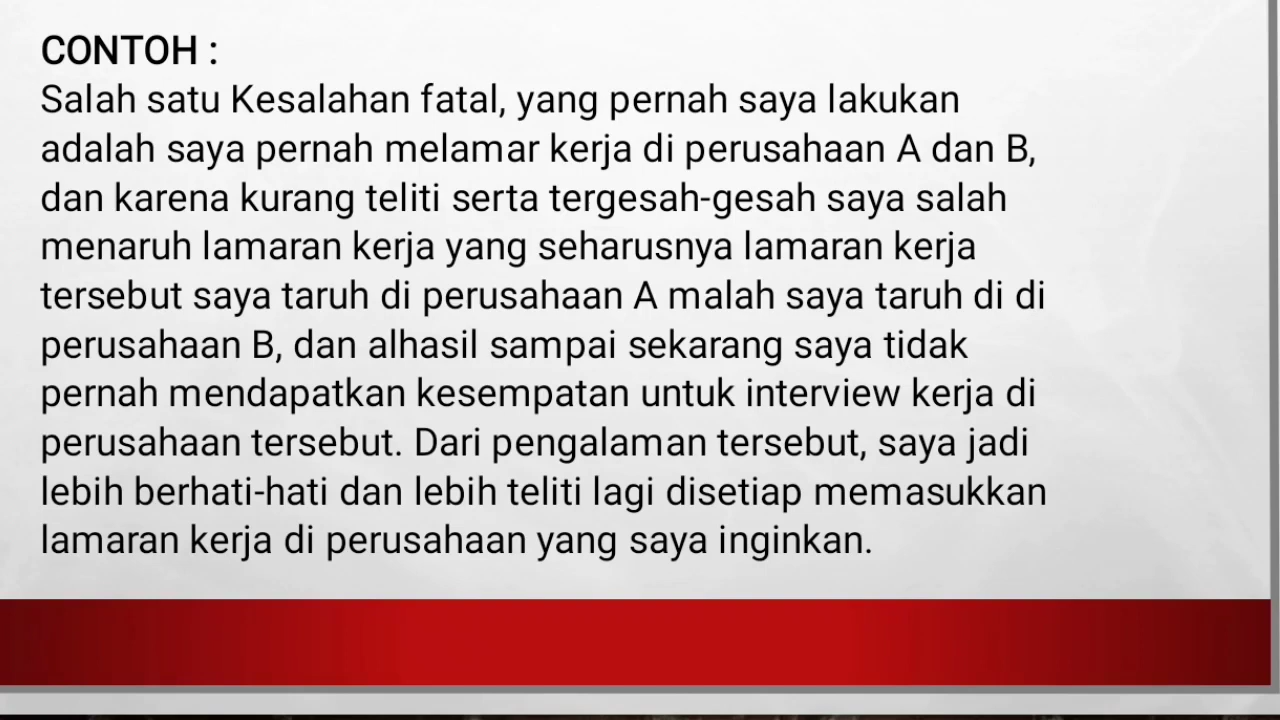 CONTOH :
Salah satu Kesalahan fatal, yang pernah saya lakukan
adalah saya pernah melamar kerja di perusahaan A dan B,
dan karena kurang teliti serta tergesah-gesah saya salah
menaruh lamaran kerja yang seharusnya lamaran kerja
tersebut saya taruh di perusahaan A malah saya taruh di di
perusahaan B, dan alhasil sampai sekarang saya tidak
pernah mendapatkan kesempatan untuk interview kerja di
perusahaan tersebut. Dari pengalaman tersebut, saya jadi
lebih berhati-hati dan lebih teliti lagi disetiap memasukkan
lamaran kerja di perusahaan yang saya inginkan.